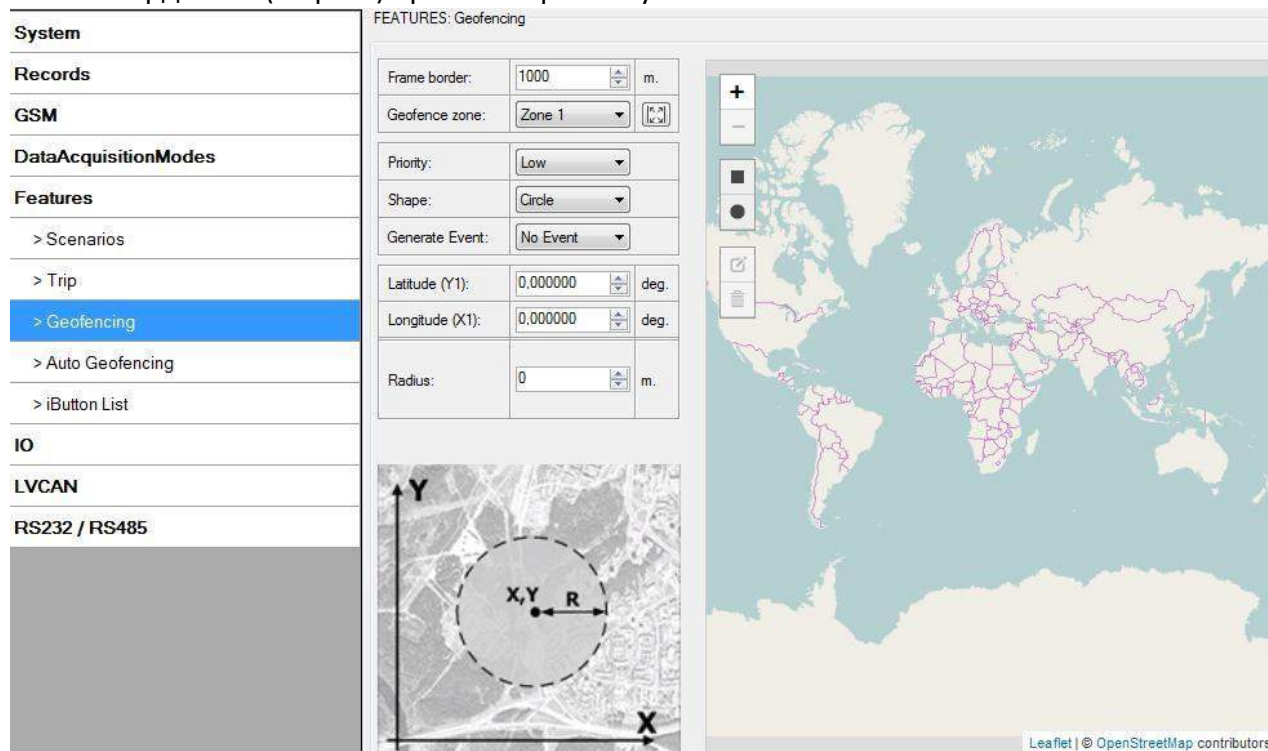 System
Records
GSM
DataAcquisitionModes
Features
> Scenarios
> Trip
> Geofencing
> Auto Geofencing
> iButton List
IO
LVCAN
RS232 / RS485
FEATURES: Geofencing
Frame border: 1000 m.
Geofence zone: Zone 1
Priority: Low
Shape: Circle
Generate Event: No Event
Latitude (Y1): 0,000000 deg.
Longitude (X1): 0,000000 deg.
Radius: 0 m.
Y
X,Y R
X
+
−
Leaflet | © OpenStreetMap contributors